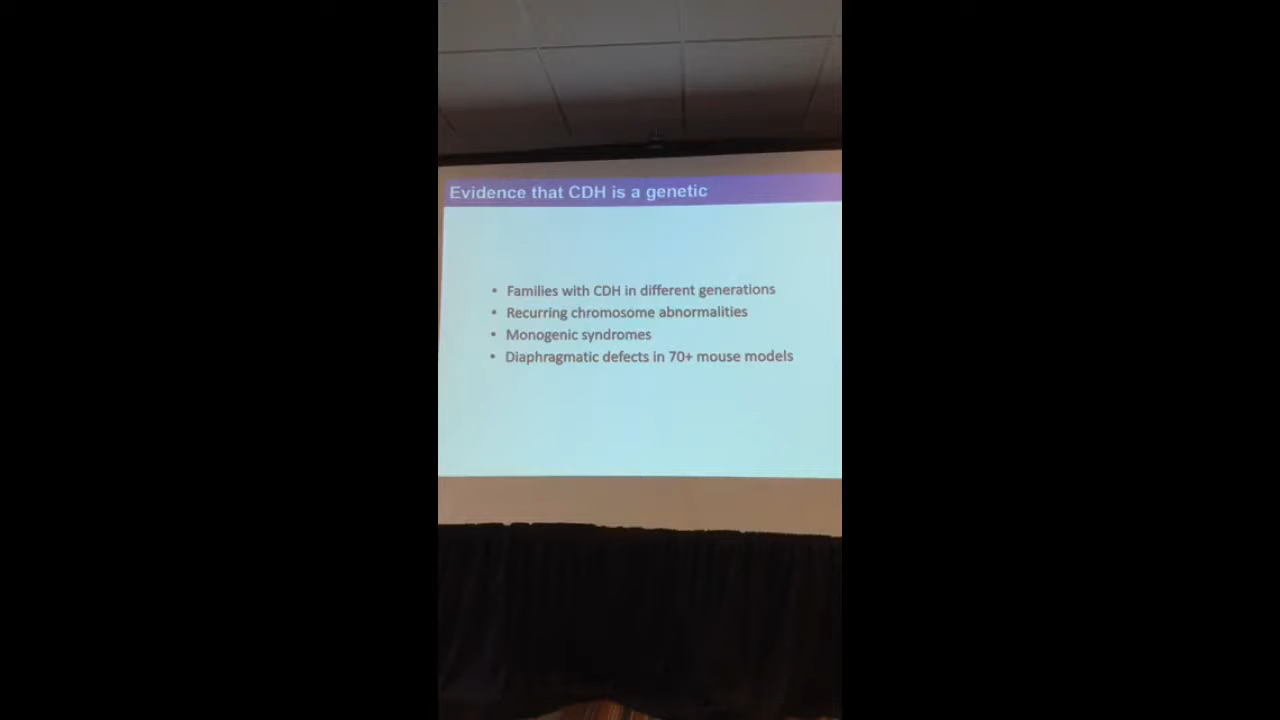 Evidence that CDH is a genetic
• Families with CDH in different generations
• Recurring chromosome abnormalities
• Monogenic syndromes
• Diaphragmatic defects in 70+ mouse models